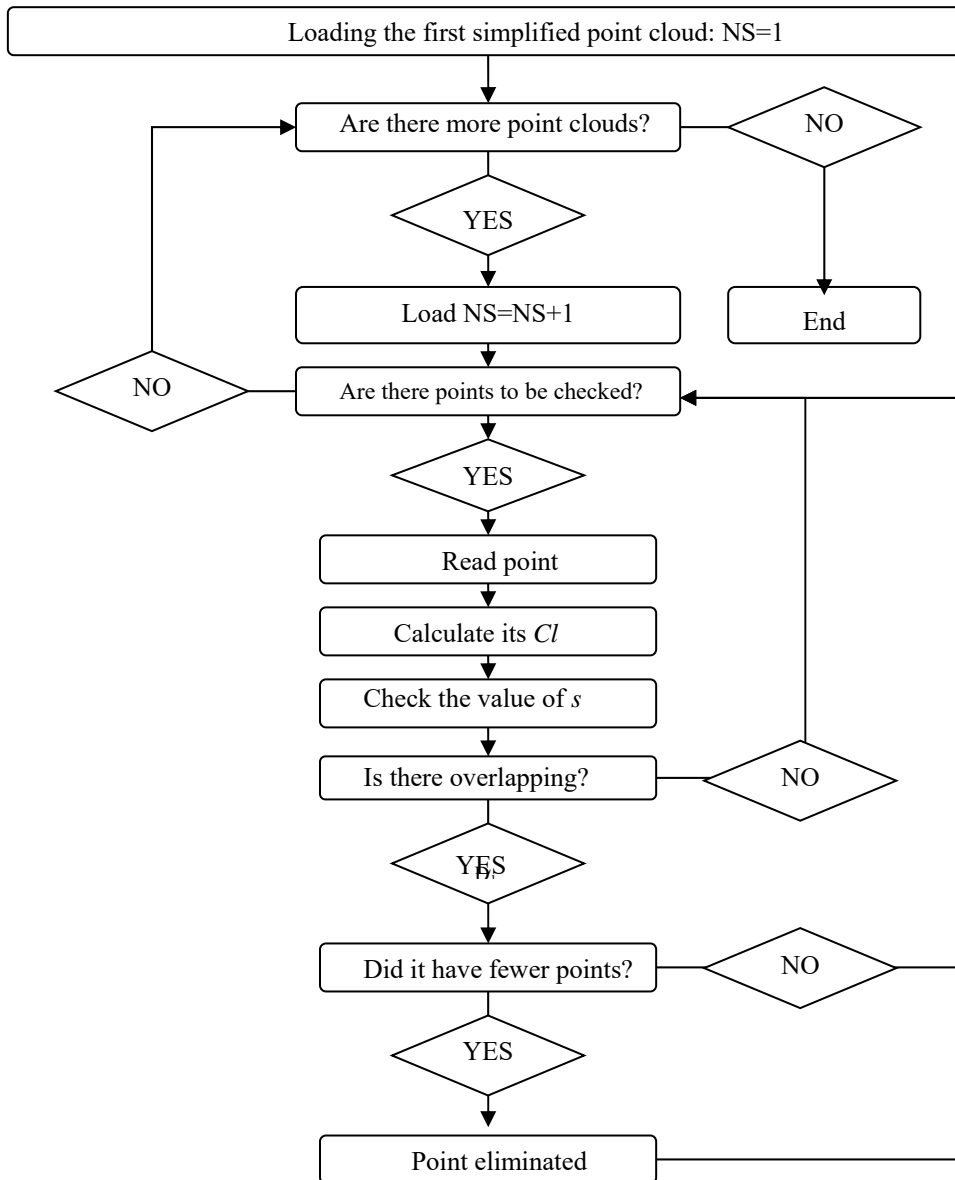 Loading the first simplified point cloud: NS=1
Are there more point clouds?
NO
YES
Load NS=NS+1
End
NO
Are there points to be checked?
YES
Read point
Calculate its Cl
Check the value of s
Is there overlapping?
NO
YES
Did it have fewer points?
NO
YES
Point eliminated